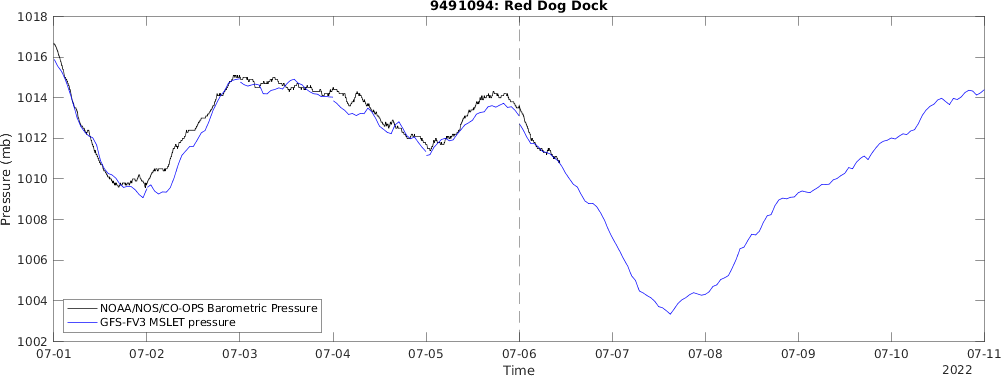 9491094: Red Dog Dock
Pressure (mb)
1018
1016
1014
1012
1010
1008
1006
1004
1002
NOAA/NOS/CO-OPS Barometric Pressure
GFS-FV3 MSLET pressure
07-01 07-02 07-03 07-04 07-05 07-06 07-07 07-08 07-09 07-10 07-11
Time
2022